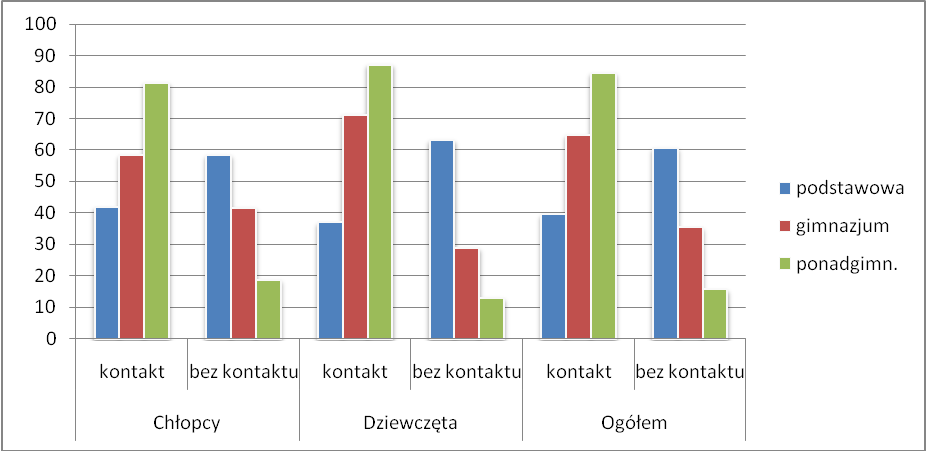 100
90
80
70
60
50
40
30
20
10
0
kontakt bez kontaktu kontakt bez kontaktu kontakt bez kontaktu
Chłopcy Dziewczęta Ogółem
podstawowa
gimnazjum
ponadgimn.